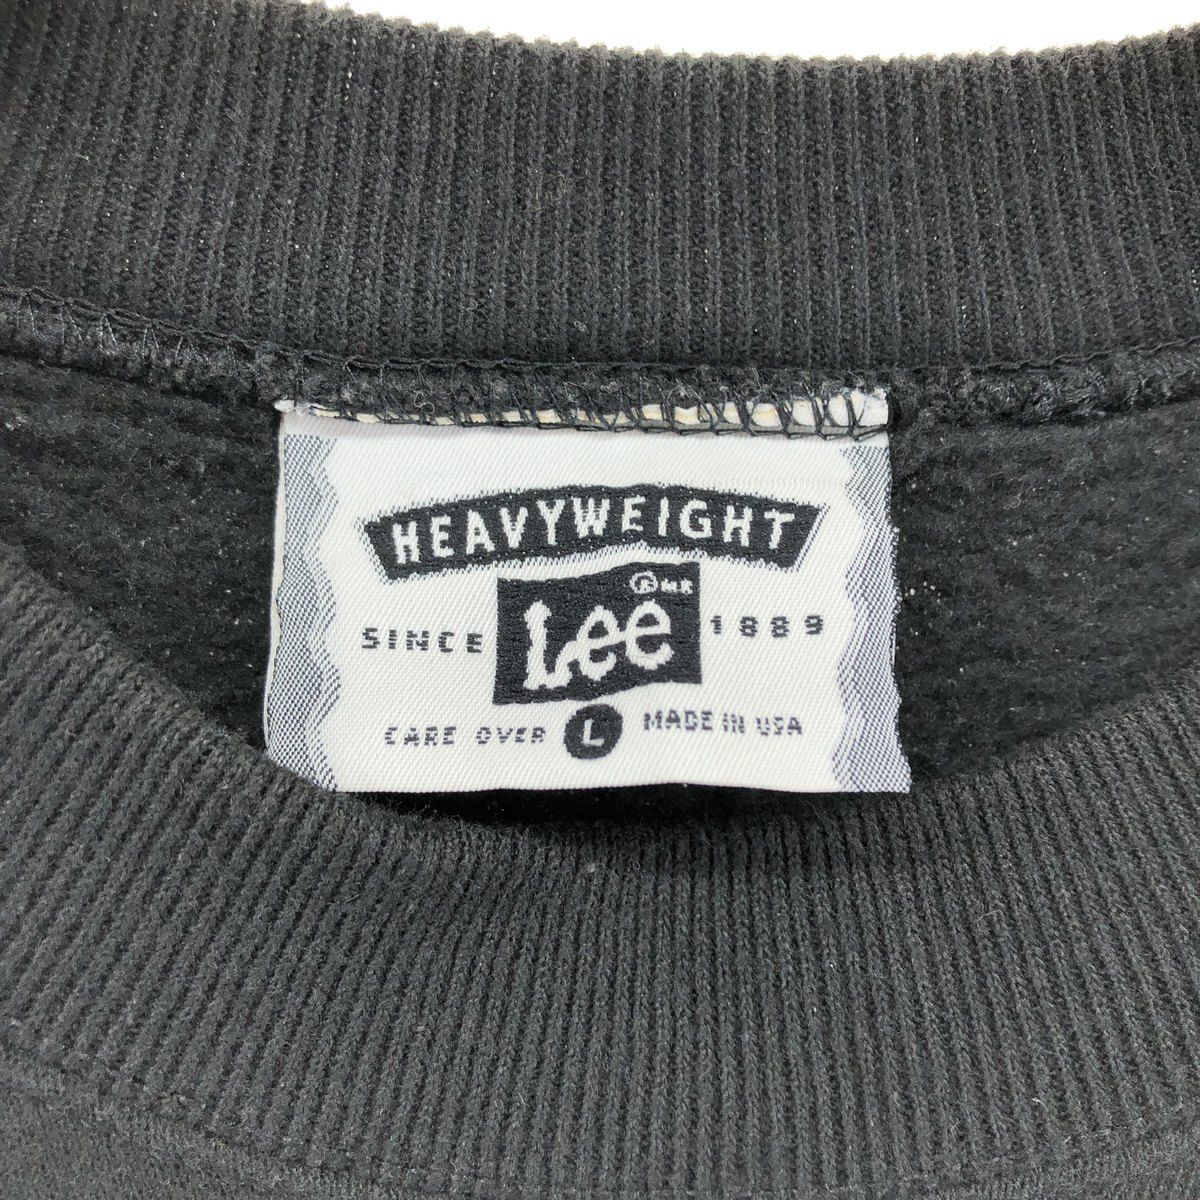 HEAVYWEIGHT
® M.R.
SINCE Lee 1889
CARE OVER L MADE IN USA